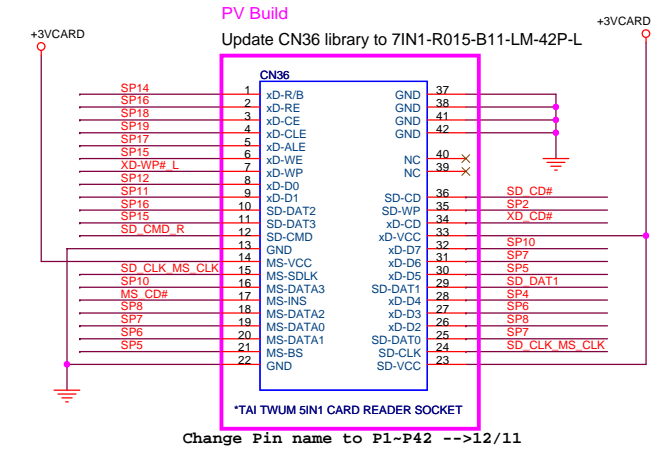 PV Build
+3VCARD
+3VCARD
Update CN36 library to 7IN1-R015-B11-LM-42P-L
CN36
SP14 1 xD-R/B GND 37
SP16 2 xD-RE GND 38
SP18 3 xD-CE GND 41
SP19 4 xD-CLE GND 42
SP17 5 xD-ALE
SP15 6 xD-WE NC 40
XD-WP#_L 7 xD-WP NC 39
SP12 8 xD-D0
SP11 9 xD-D1 SD-CD 36 SD_CD#
SP16 10 SD-DAT2 SD-WP 35 SP2
SP15 11 SD-DAT3 xD-CD 34 XD_CD#
SD_CMD_R 12 SD-CMD xD-VCC 33
13 GND xD-D7 32 SP10
14 MS-VCC xD-D6 31 SP7
SD_CLK_MS_CLK 15 MS-SDLK xD-D5 30 SP5
SP10 16 MS-DATA3 SD-DAT1 29 SD_DAT1
MS_CD# 17 MS-INS xD-D4 28 SP4
SP8 18 MS-DATA2 xD-D3 27 SP6
SP7 19 MS-DATA0 xD-D2 26 SP8
SP6 20 MS-DATA1 SD-DAT0 25 SP7
SP5 21 MS-BS SD-CLK 24 SD_CLK_MS_CLK
22 GND SD-VCC 23
*TAI TWUM 5IN1 CARD READER SOCKET
Change Pin name to P1~P42 -->12/11